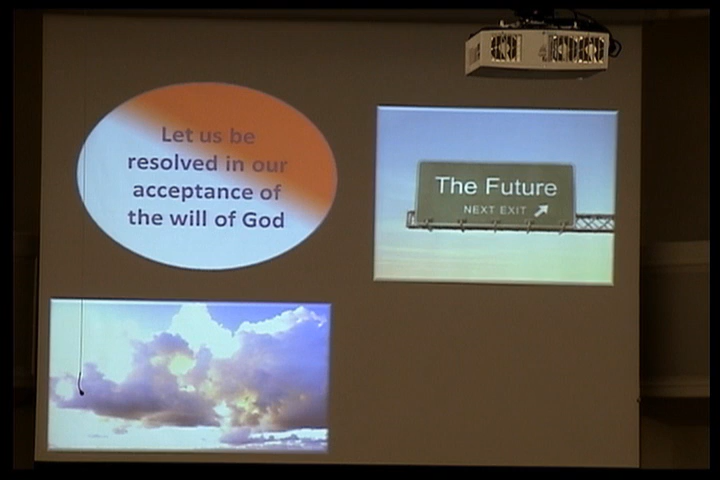 Let us be
resolved in our
acceptance of
the will of God
The Future
NEXT EXIT